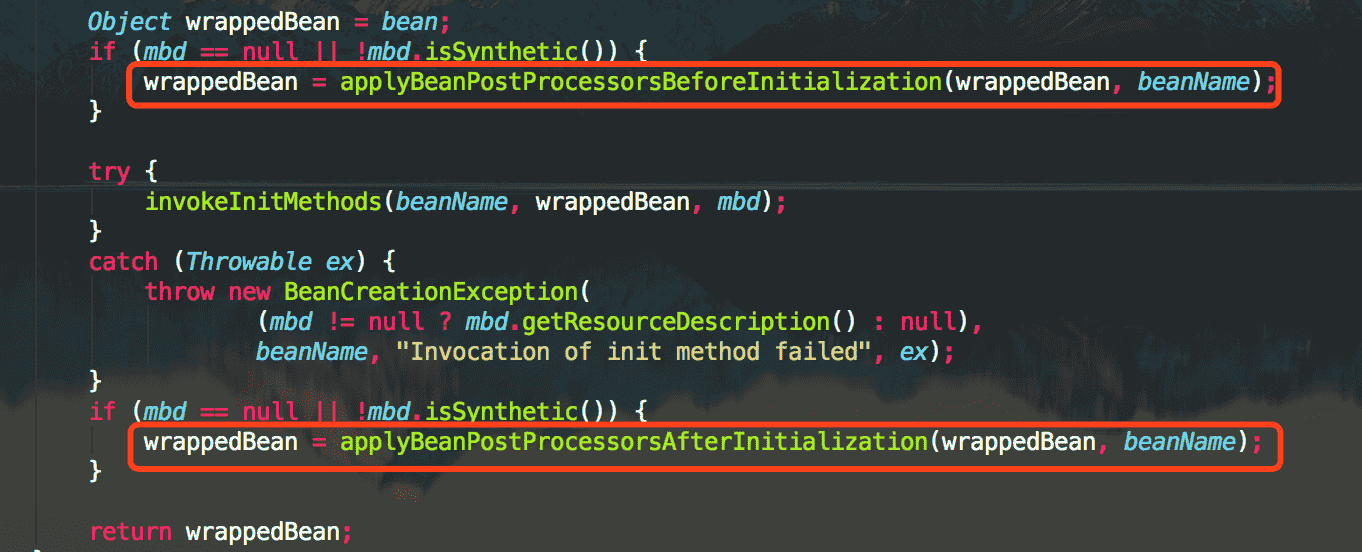 Object wrappedBean = bean;
if (mbd == null || !mbd.isSynthetic()) {
wrappedBean = applyBeanPostProcessorsBeforeInitialization(wrappedBean, beanName);
}
try {
invokeInitMethods(beanName, wrappedBean, mbd);
}
catch (Throwable ex) {
throw new BeanCreationException(
(mbd != null ? mbd.getResourceDescription() : null),
beanName, "Invocation of init method failed", ex);
}
if (mbd == null || !mbd.isSynthetic()) {
wrappedBean = applyBeanPostProcessorsAfterInitialization(wrappedBean, beanName);
}
return wrappedBean;
}